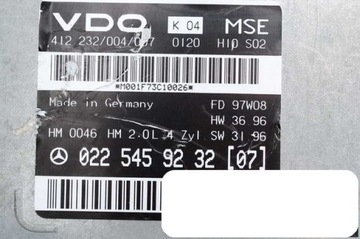 VDO K 04 MSE
412 232/004/007 0120 H10 S02
*M001F73C10026*
Made in Germany FD 97W08
HW 36 96
HM 0046 HM 2.0L 4 Zyl SW 31 96
022 545 92 32 [07]